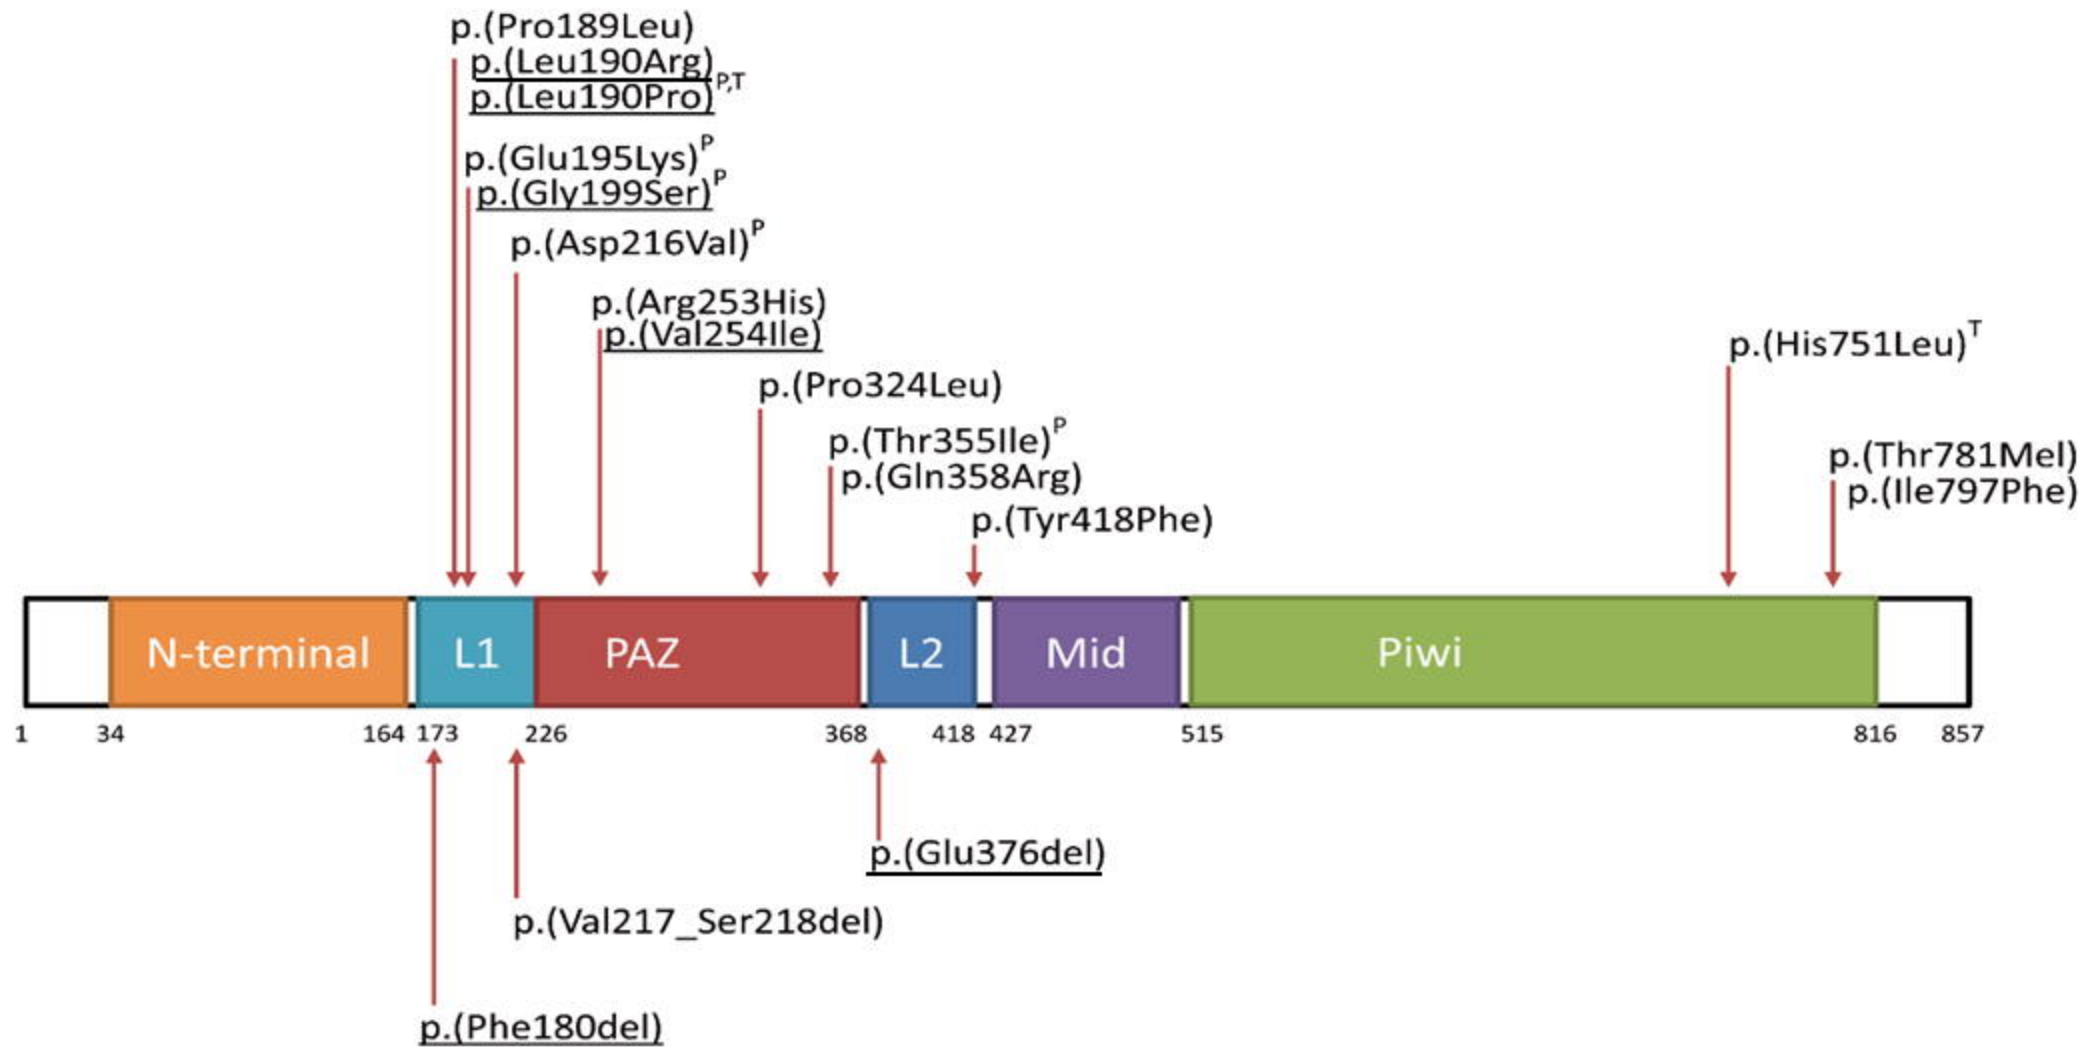 p.(Pro189Leu)
p.(Leu190Arg)
p.(Leu190Pro)P,T
p.(Glu195Lys)P
p.(Gly199Ser)P
p.(Asp216Val)P
p.(Arg253His)
p.(Val254Ile)
p.(Pro324Leu)
p.(Thr355Ile)P
p.(Gln358Arg)
p.(Tyr418Phe)
p.(His751Leu)T
p.(Thr781Mel)
p.(Ile797Phe)
N-terminal L1 PAZ L2 Mid Piwi
1 34 164 173 226 368 418 427 515 816 857
p.(Glu376del)
p.(Val217_Ser218del)
p.(Phe180del)